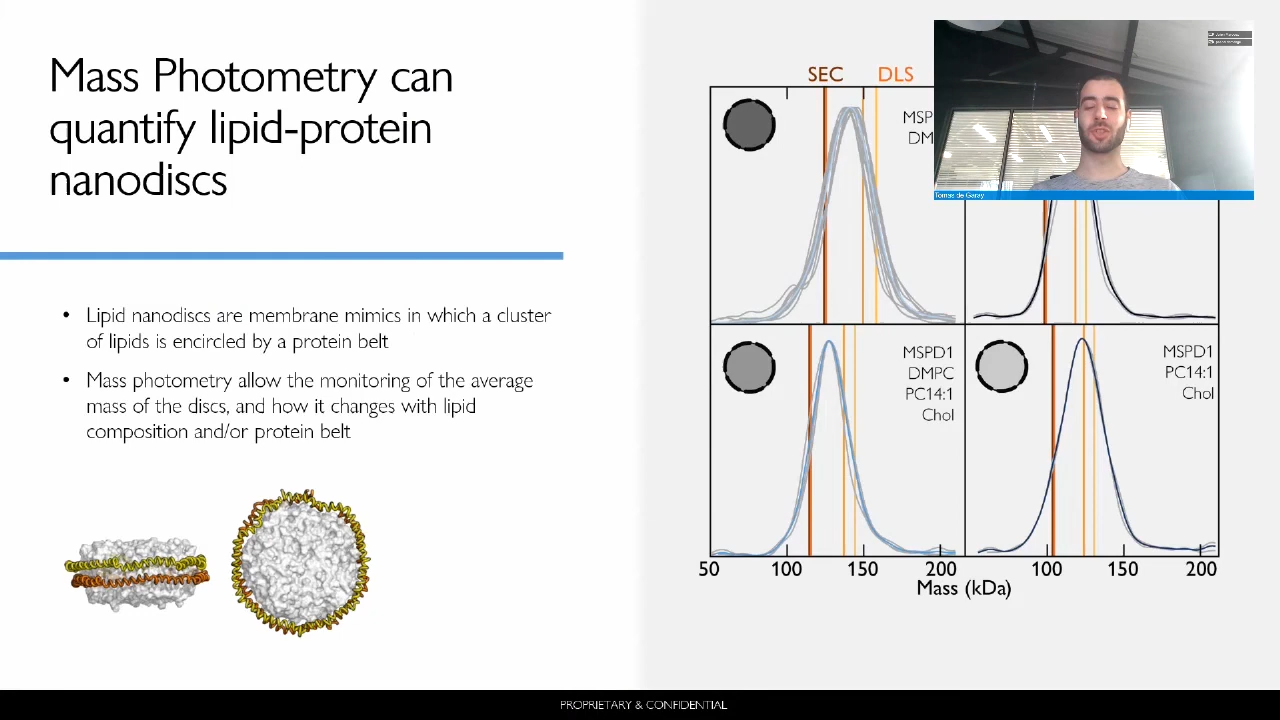 Mass Photometry can
quantify lipid-protein
nanodiscs
• Lipid nanodiscs are membrane mimics in which a cluster
of lipids is encircled by a protein belt
• Mass photometry allow the monitoring of the average
mass of the discs, and how it changes with lipid
composition and/or protein belt
SEC DLS
MSP
DM
MSPD1
DMPC
PC14:1
Chol
MSPD1
PC14:1
Chol
50 100 150 200 100 150 200
Mass (kDa)
Tomas de Garay
PROPRIETARY & CONFIDENTIAL